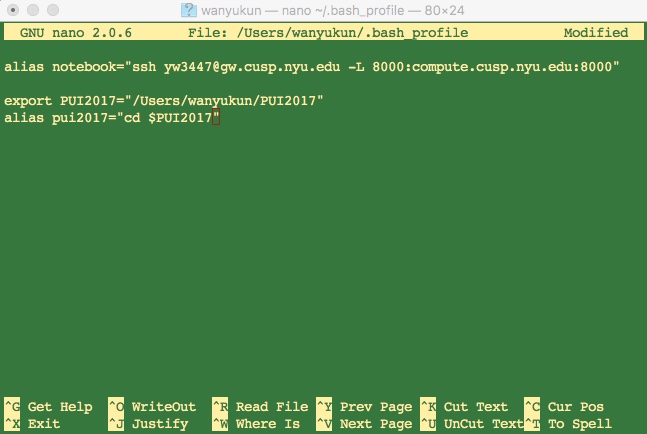 wanyukun — nano ~/.bash_profile — 80×24
GNU nano 2.0.6 File: /Users/wanyukun/.bash_profile Modified
alias notebook="ssh yw3447@gw.cusp.nyu.edu -L 8000:compute.cusp.nyu.edu:8000"
export PUI2017="/Users/wanyukun/PUI2017"
alias pui2017="cd $PUI2017"
^G Get Help ^O WriteOut ^R Read File ^Y Prev Page ^K Cut Text ^C Cur Pos
^X Exit ^J Justify ^W Where Is ^V Next Page ^U UnCut Text ^T To Spell